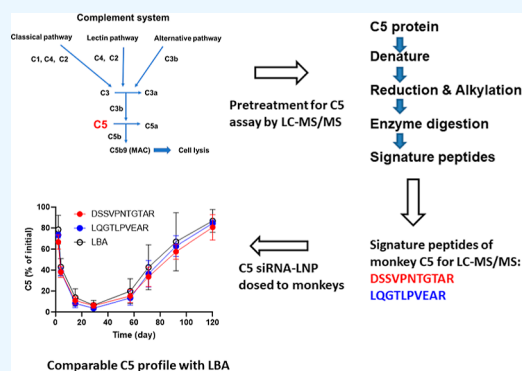 Complement system
Classical pathway
Lectin pathway
Alternative pathway
C1, C4, C2
C4, C2
C3b
C3
C3a
C3b
C5
C5a
C5b
C5b9 (MAC)
Cell lysis
Pretreatment for C5
assay by LC-MS/MS
C5 protein
Denature
Reduction & Alkylation
Enzyme digestion
Signature peptides
Signature peptides of
monkey C5 for LC-MS/MS:
DSSVPNTGTAR
LQGTLPVEAR
C5 siRNA-LNP
dosed to monkeys
C5 (% of initial)
100
80
60
40
20
0
DSSVPNTGTAR
LQGTLPVEAR
LBA
0 20 40 60 80 100 120
Time (day)
Comparable C5 profile with LBA